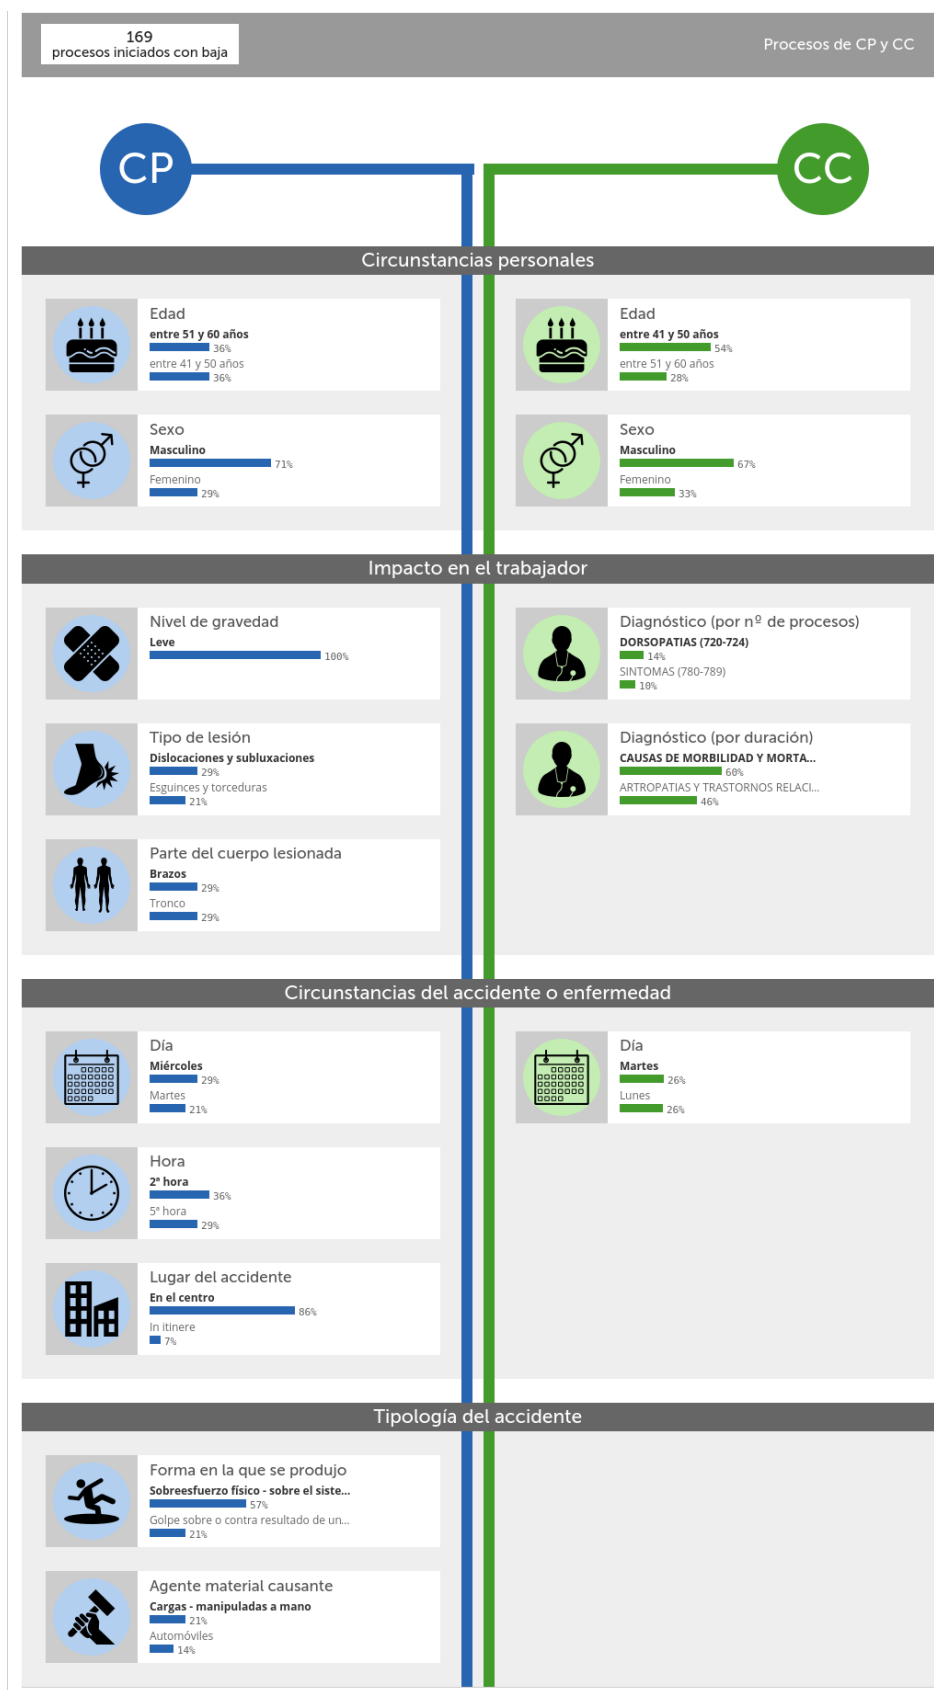 169
procesos iniciados con baja
Procesos de CP y CC
CP
CC
Circunstancias personales
Edad
entre 51 y 60 años
36%
entre 41 y 50 años
36%
Edad
entre 41 y 50 años
54%
entre 51 y 60 años
28%
Sexo
Masculino
71%
Femenino
29%
Sexo
Masculino
67%
Femenino
33%
Impacto en el trabajador
Nivel de gravedad
Leve
100%
Diagnóstico (por nº de procesos)
DORSOPATIAS (720-724)
14%
SINTOMAS (780-789)
10%
Tipo de lesión
Dislocaciones y subluxaciones
29%
Esguinces y torceduras
21%
Diagnóstico (por duración)
CAUSAS DE MORBILIDAD Y MORTA...
60%
ARTROPATIAS Y TRASTORNOS RELACI...
46%
Parte del cuerpo lesionada
Brazos
29%
Tronco
29%
Circunstancias del accidente o enfermedad
Día
Miércoles
29%
Martes
21%
Día
Martes
26%
Lunes
26%
Hora
2ª hora
36%
5ª hora
29%
Lugar del accidente
En el centro
86%
In itinere
7%
Tipología del accidente
Forma en la que se produjo
Sobreesfuerzo físico - sobre el siste...
57%
Golpe sobre o contra resultado de un...
21%
Agente material causante
Cargas - manipuladas a mano
21%
Automóviles
14%